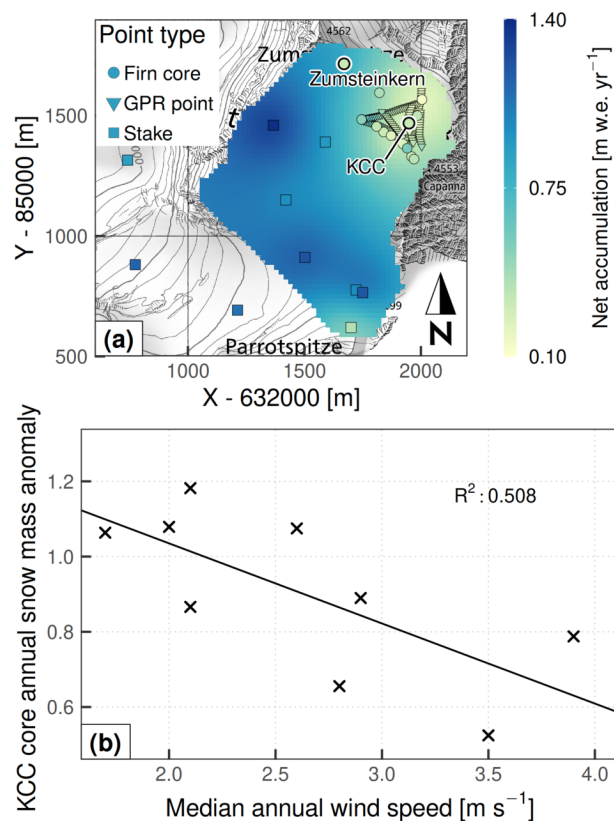 4562
Zumsteinspitze
Point type
Firn core
GPR point
Stake
Zumsteinkern
KCC
4553
Capanna
t
99
Parrotspitze
N
(a)
Y - 85000 [m]
1500
1000
500
1000
1500
2000
X - 632000 [m]
1.40
0.75
0.10
Net accumulation [m w.e. yr⁻¹]
KCC core annual snow mass anomaly
1.2
1.0
0.8
0.6
R² : 0.508
(b)
2.0
2.5
3.0
3.5
4.0
Median annual wind speed [m s⁻¹]